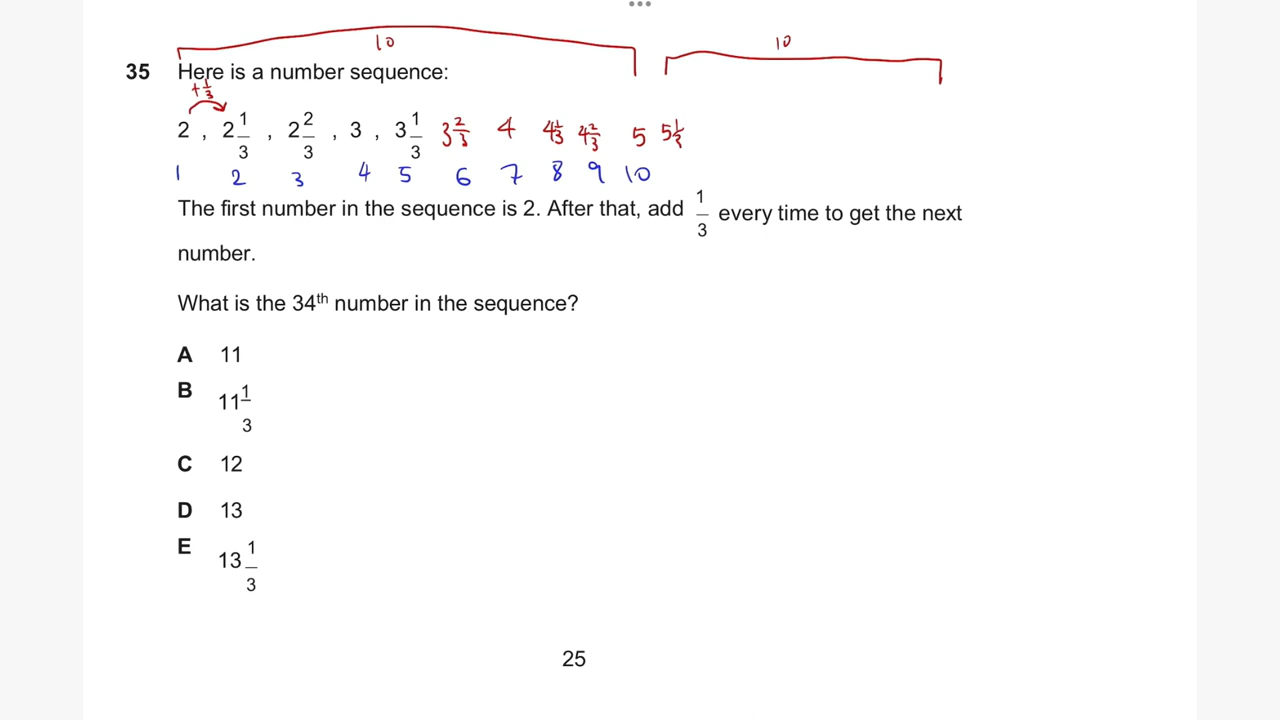 10 10
35 Here is a number sequence:
+1/3
2 , 2 1/3 , 2 2/3 , 3 , 3 1/3 3 2/3 4 4 1/3 4 2/3 5
1 2 3 4 5 6 7 8 9 10
The first number in the sequence is 2. After that, add 1/3 every time to get the next
number.
What is the 34th number in the sequence?
A 11
B 11 1/3
C 12
D 13
E 13 1/3
25